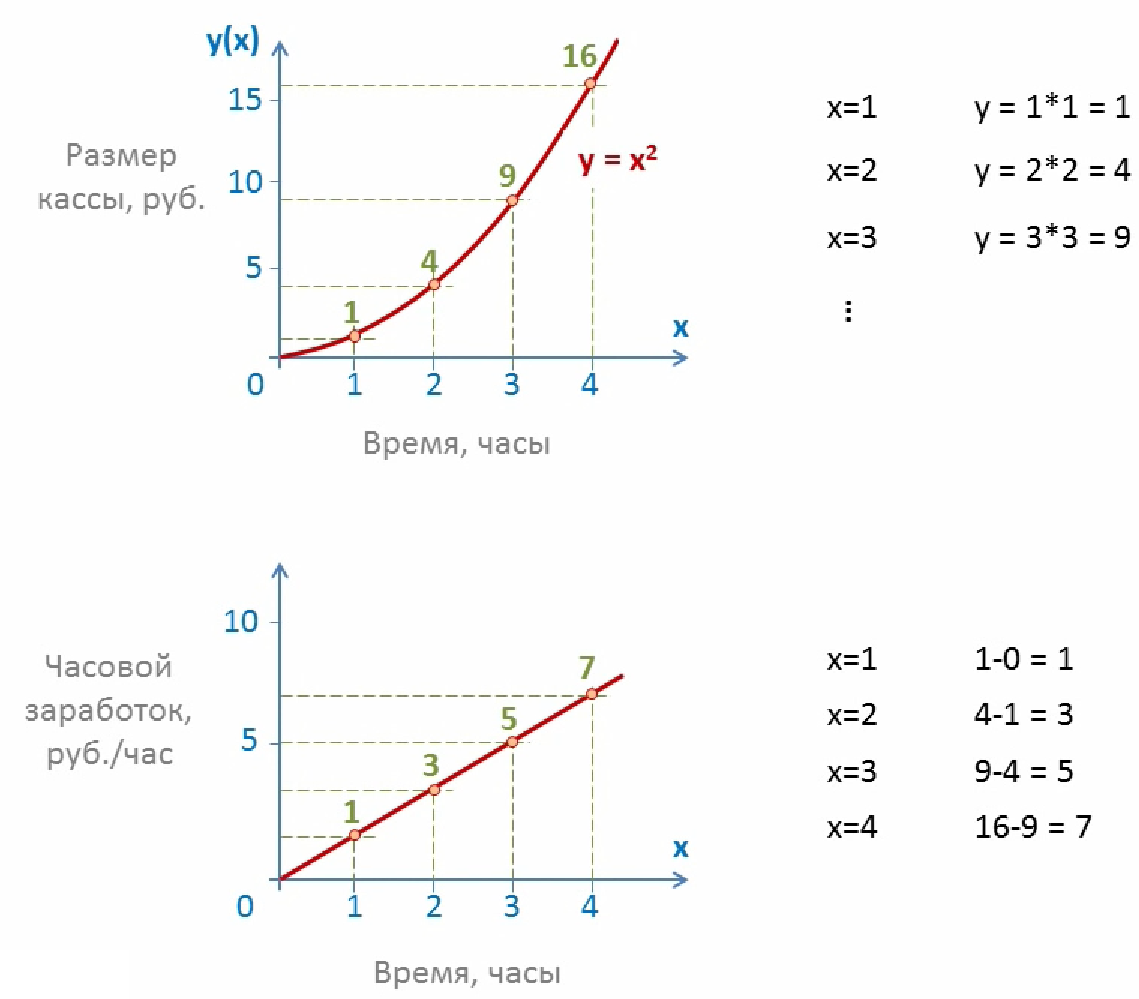 y(x)
16
15
x=1 y = 1*1 = 1
Размер
кассы, руб.
y = x²
10
9
x=2 y = 2*2 = 4
x=3 y = 3*3 = 9
5
4
1
x
⋮
0 1 2 3 4
Время, часы
10
Часовой
заработок,
руб./час
7
x=1 1-0 = 1
5
5
x=2 4-1 = 3
3
x=3 9-4 = 5
1
x=4 16-9 = 7
x
0 1 2 3 4
Время, часы